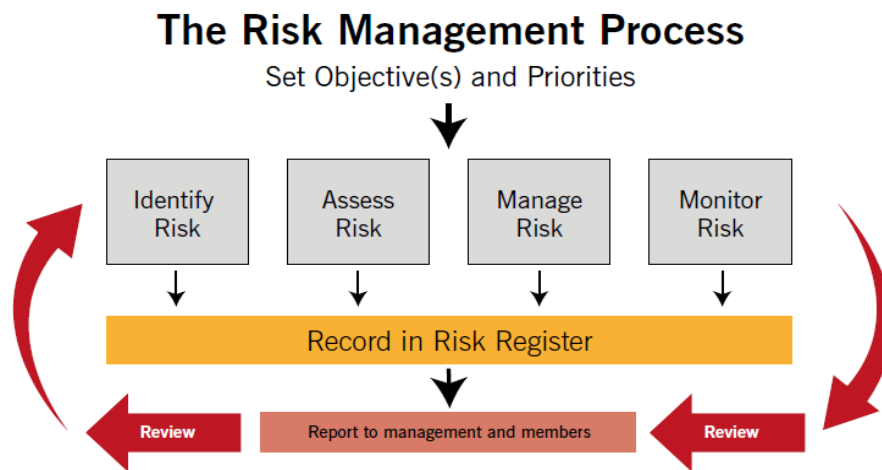 The Risk Management Process
Set Objective(s) and Priorities
Identify
Risk
Assess
Risk
Manage
Risk
Monitor
Risk
Record in Risk Register
Review
Report to management and members
Review